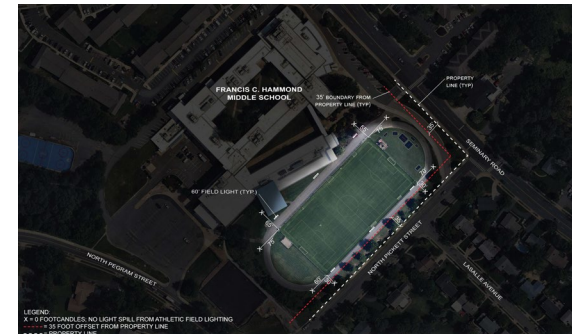 FRANCIS C. HAMMOND
MIDDLE SCHOOL
35' BOUNDARY FROM
PROPERTY LINE (TYP.)
PROPERTY
LINE (TYP)
SEMINARY ROAD
60' FIELD LIGHT (TYP.)
NORTH PICKETT STREET
LASALLE AVENUE
NORTH PEGRAM STREET
LEGEND:
X = 0 FOOTCANDLES; NO LIGHT SPILL FROM ATHLETIC FIELD LIGHTING
= 35 FOOT OFFSET FROM PROPERTY LINE
= PROPERTY LINE